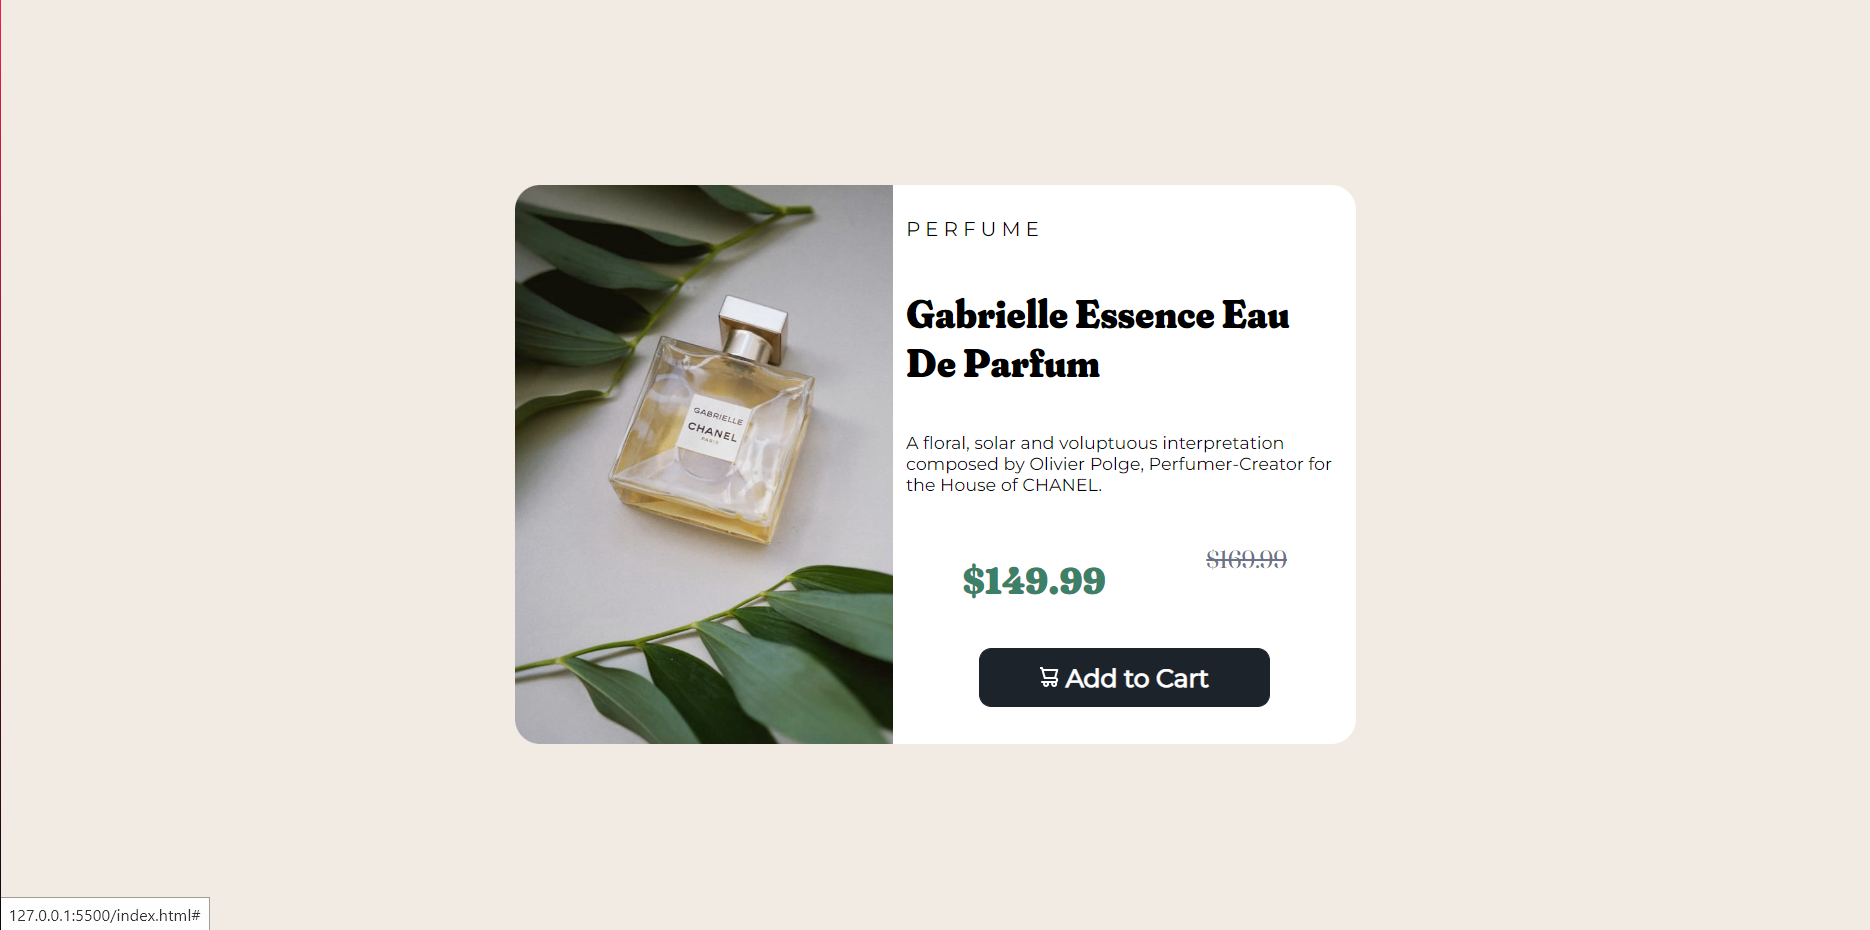 PERFUME
Gabrielle Essence Eau
De Parfum
A floral, solar and voluptuous interpretation
composed by Olivier Polge, Perfumer-Creator for
the House of CHANEL.
$149.99
$169.99
Add to Cart
GABRIELLE
CHANEL
PARIS
127.0.0.1:5500/index.html#